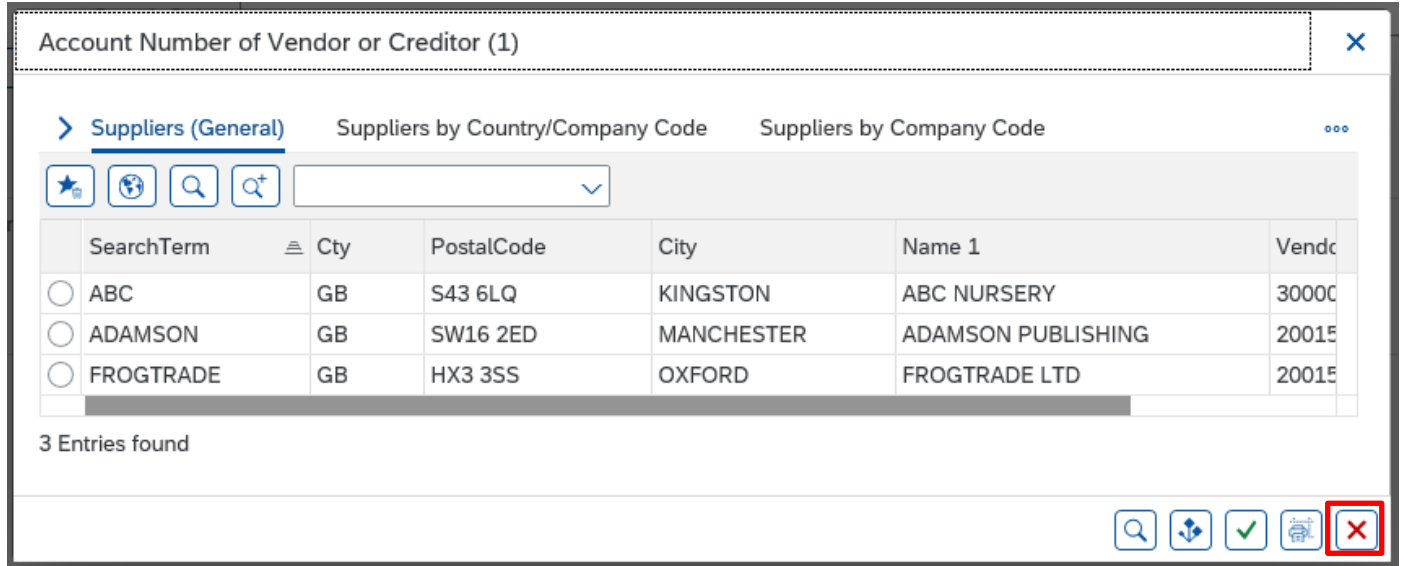 Account Number of Vendor or Creditor (1)
Suppliers (General) Suppliers by Country/Company Code Suppliers by Company Code
SearchTerm Cty PostalCode City Name 1
ABC GB S43 6LQ KINGSTON ABC NURSERY
ADAMSON GB SW16 2ED MANCHESTER ADAMSON PUBLISHING 20015
FROGTRADE GB HX3 3SS OXFORD FROGTRADE LTD 20015
3 Entries found